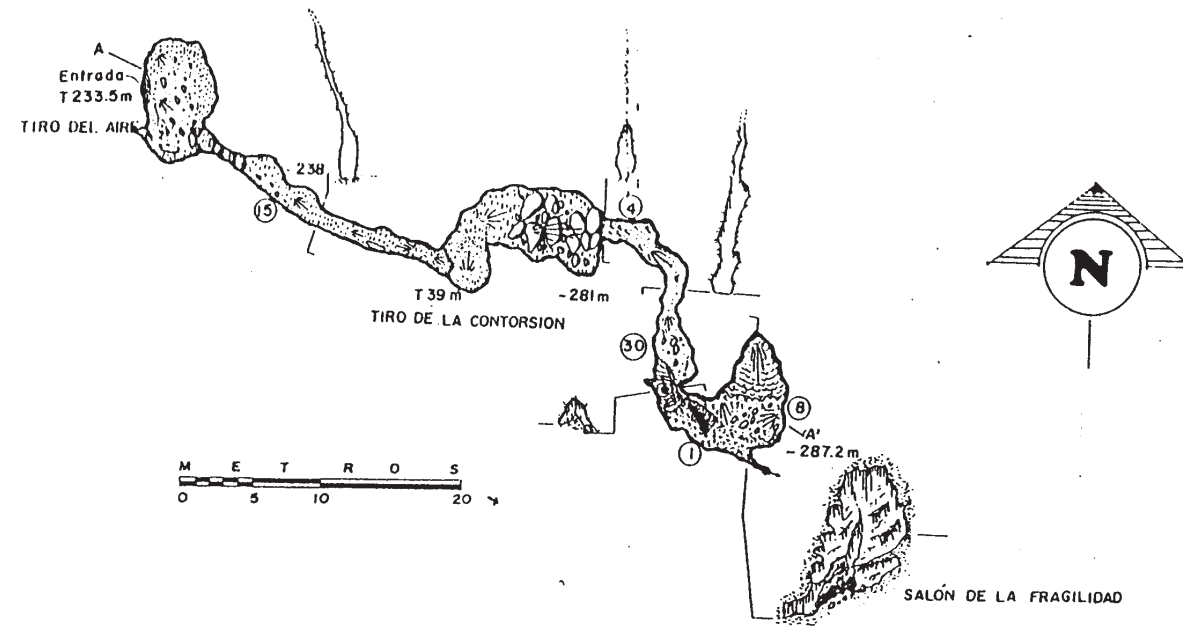 A
Entrada
T 233.5m
TIRO DEL AIRE
238
15
T 39 m
TIRO DE LA CONTORSION
-281m
4
30
8
'A'
-287.2m
1
N
M E T R O S
0 5 10 20
SALÓN DE LA FRAGILIDAD